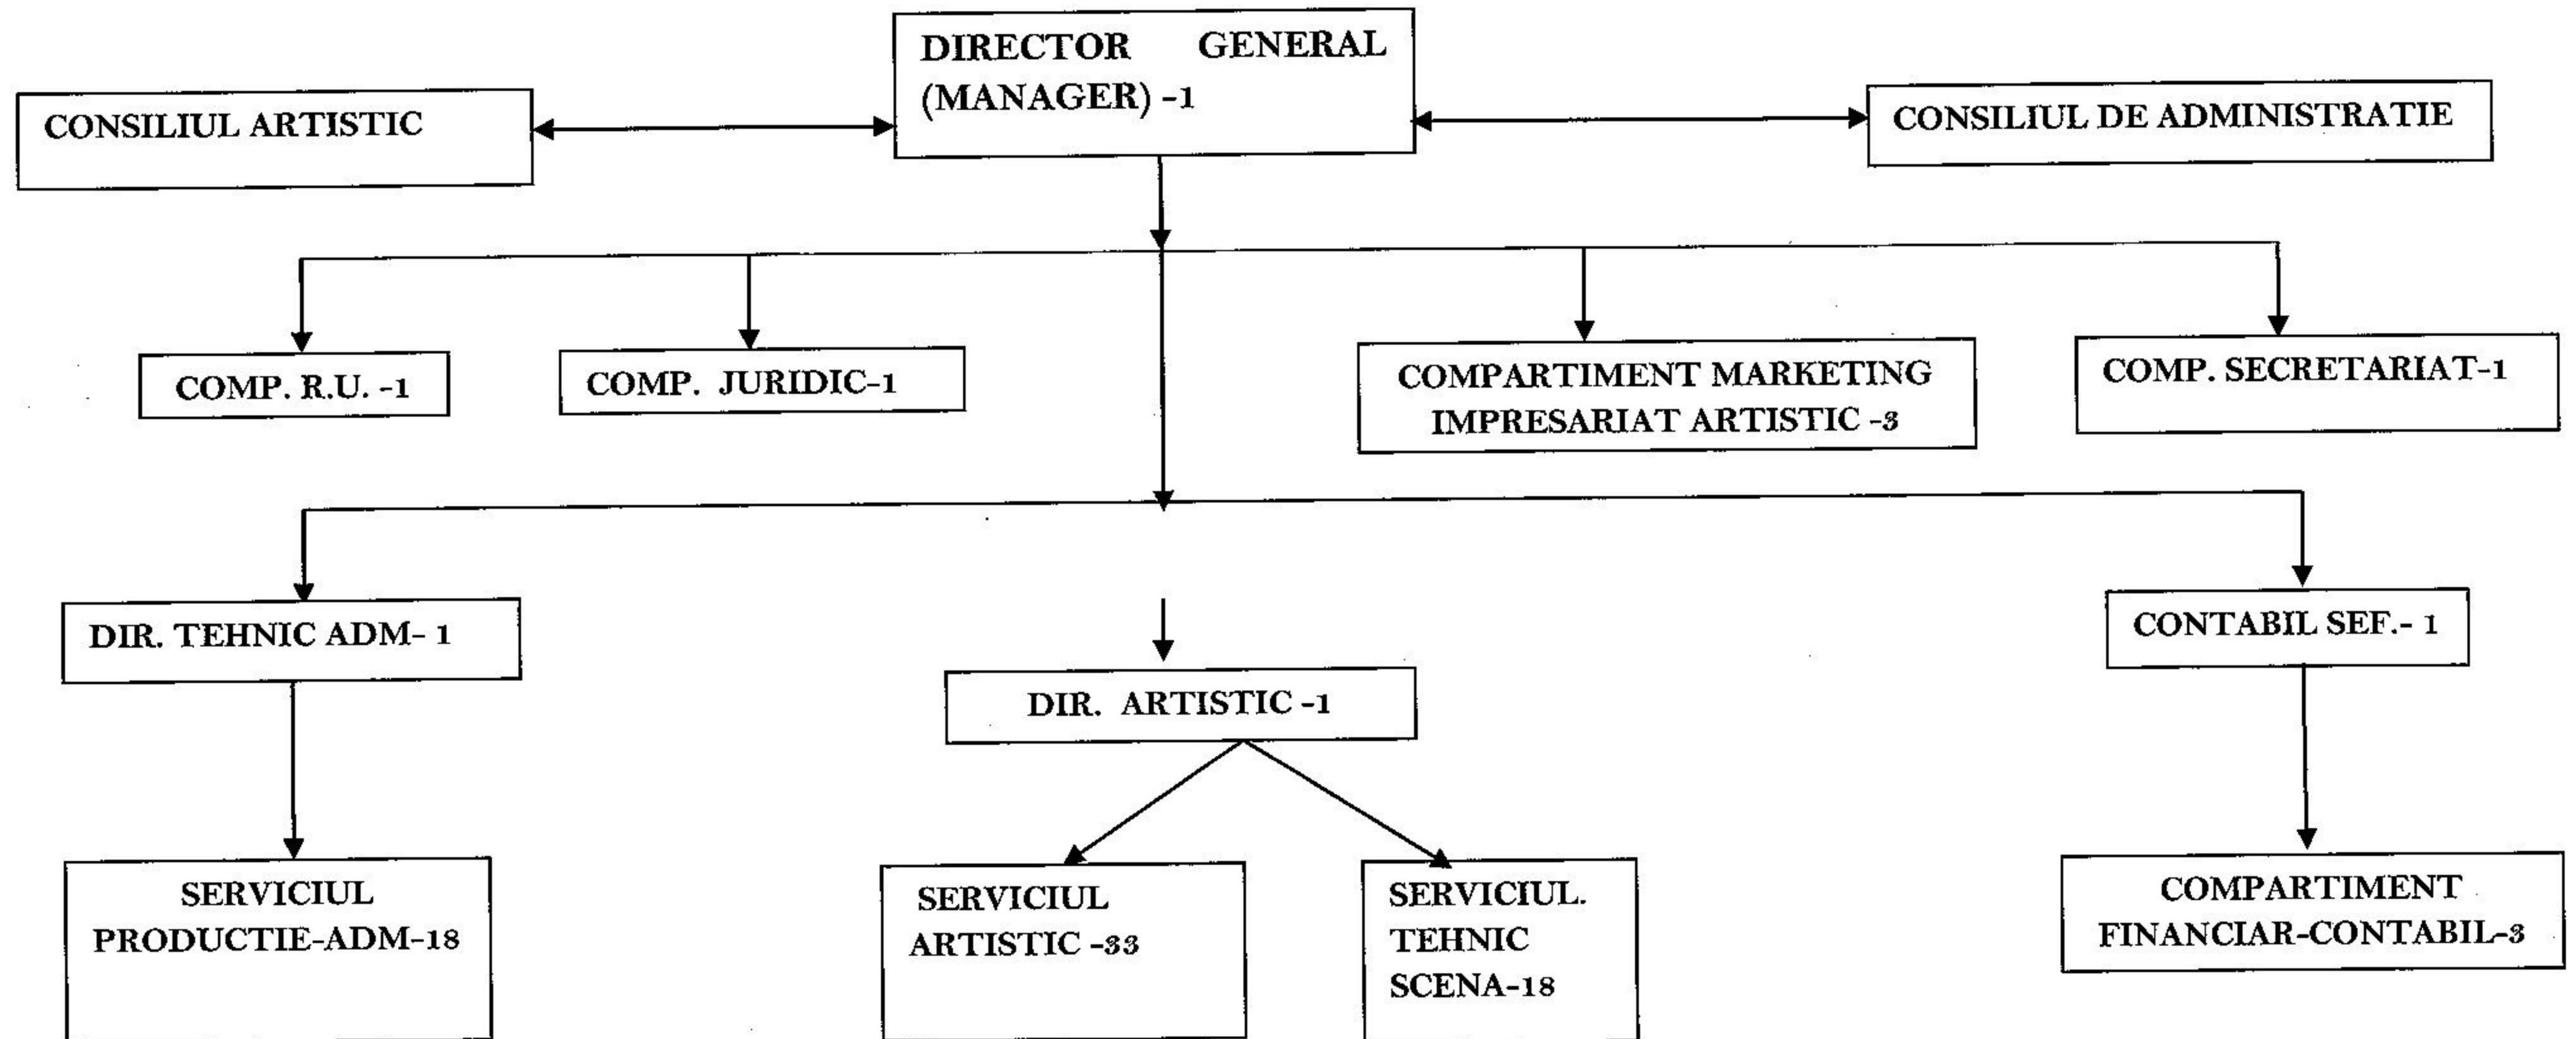 DIRECTOR GENERAL
(MANAGER) -1
CONSILIUL ARTISTIC
CONSILIUL DE ADMINISTRATIE
COMP. R.U. -1
COMP. JURIDIC-1
COMPARTIMENT MARKETING
IMPRESARIAT ARTISTIC -3
COMP. SECRETARIAT-1
DIR. TEHNIC ADM- 1
DIR. ARTISTIC -1
CONTABIL SEF.- 1
SERVICIUL
PRODUCTIE-ADM-18
SERVICIUL
ARTISTIC -33
SERVICIUL.
TEHNIC
SCENA-18
COMPARTIMENT
FINANCIAR-CONTABIL-3